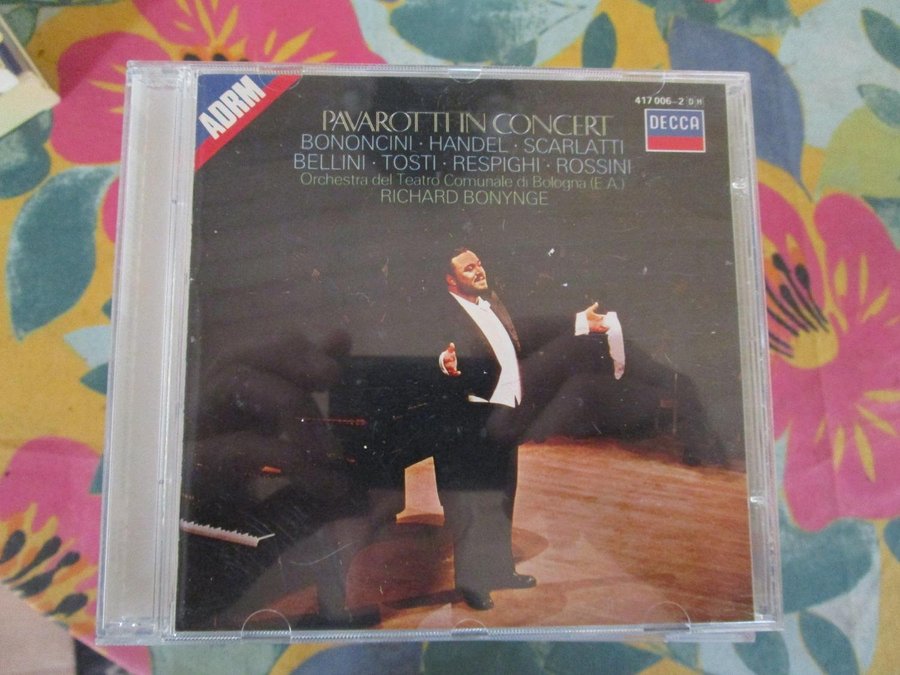 ADRM
417 006-2 DM
DECCA
PAVAROTTI IN CONCERT
BONONCINI · HANDEL · SCARLATTI
BELLINI · TOSTI · RESPIGHI · ROSSINI
Orchestra del Teatro Comunale di Bologna (E.A.)
RICHARD BONYNGE